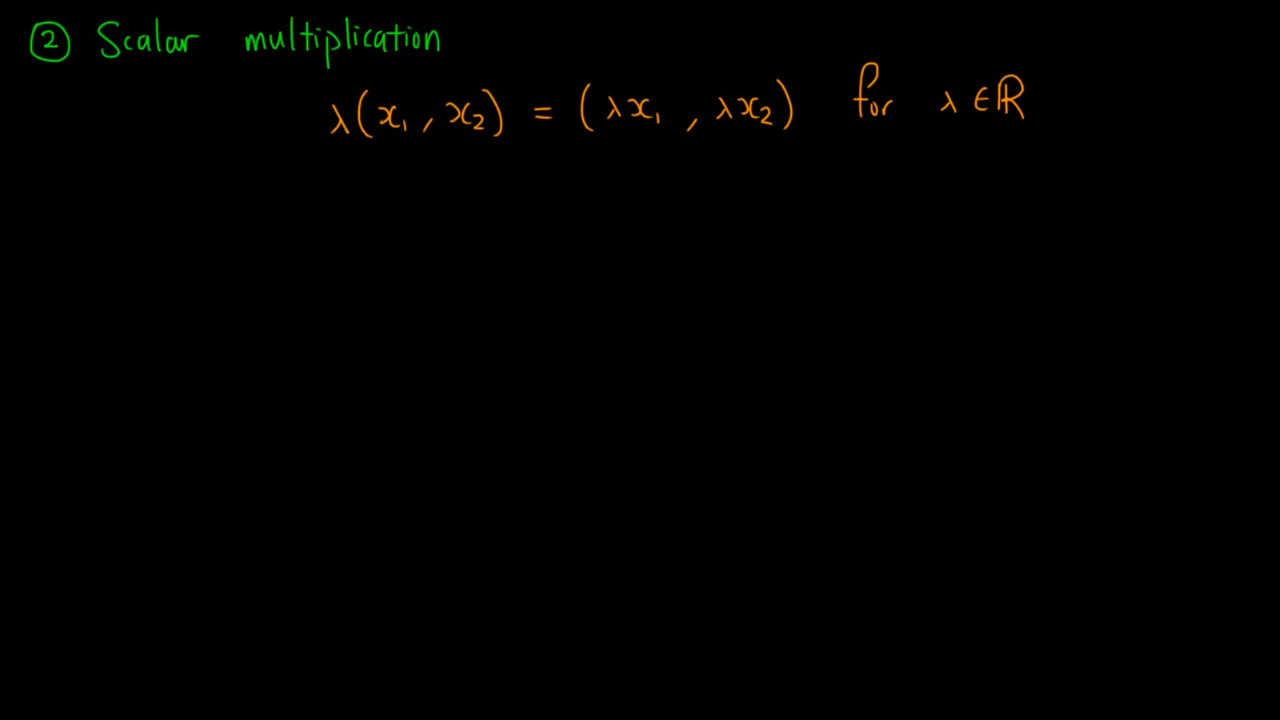 ② Scalar multiplication
λ(x₁, x₂) = (λx₁, λx₂) for λ ∈ ℝ